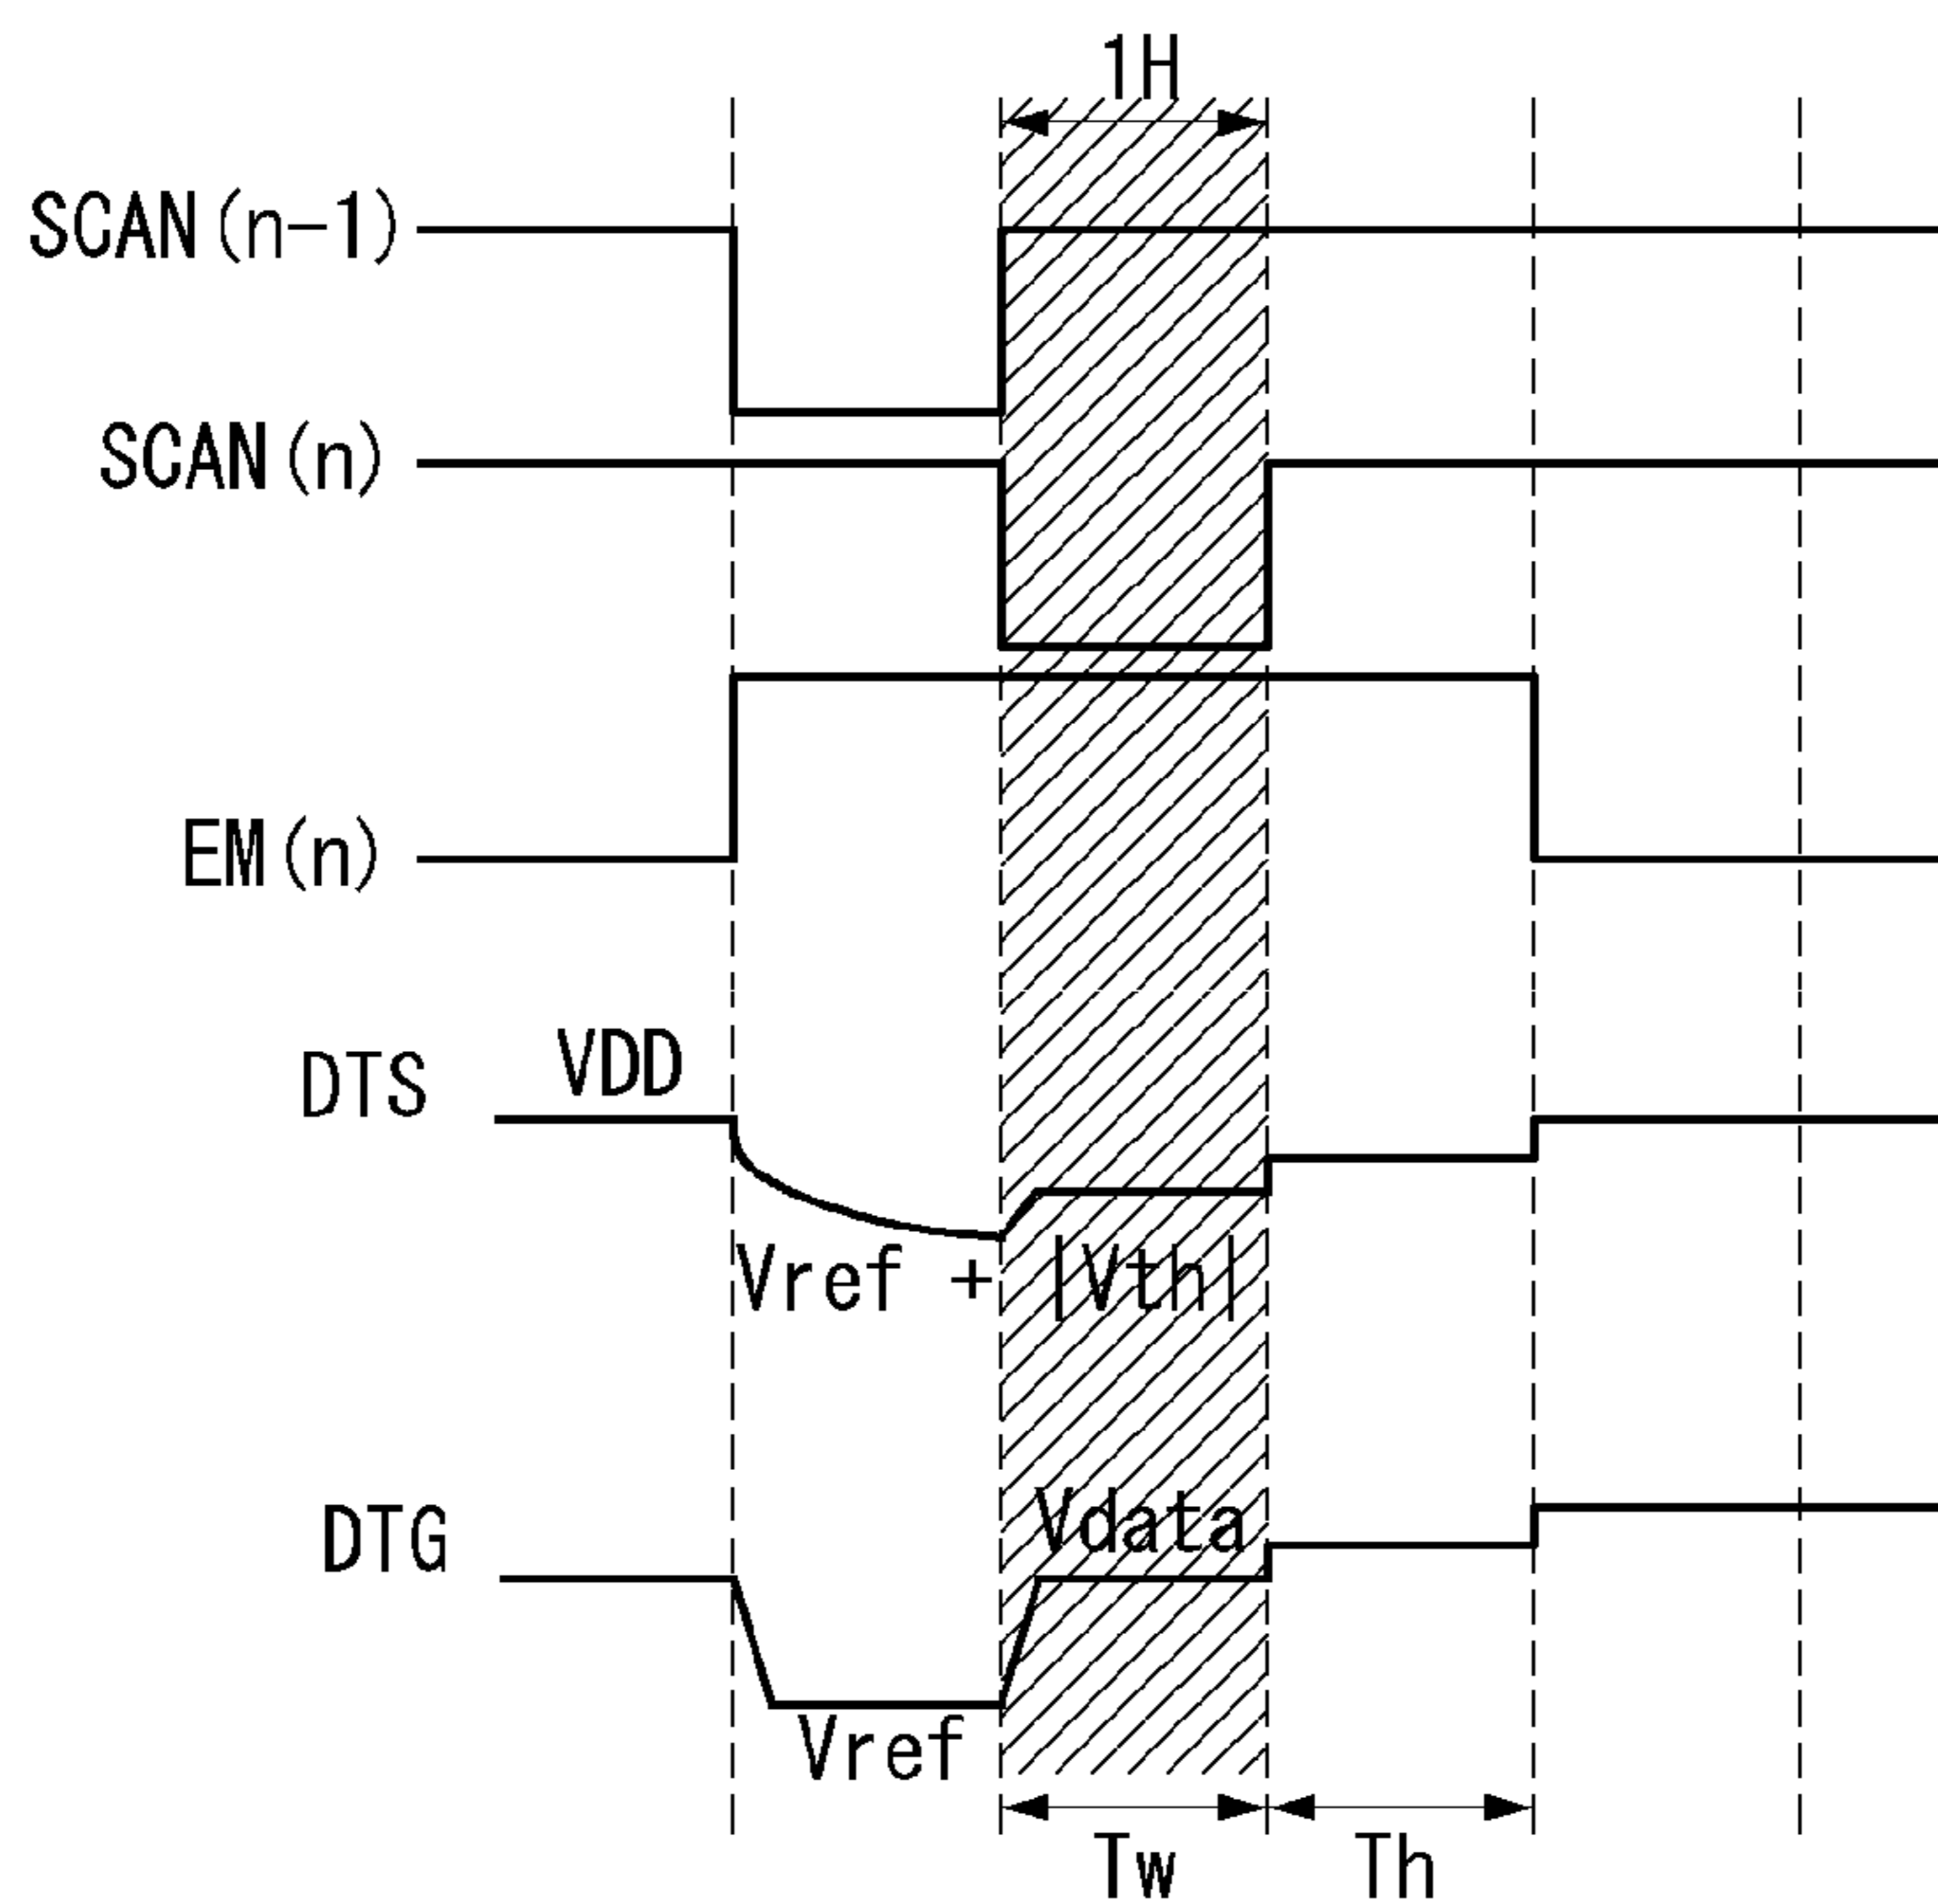 1H
SCAN(n-1)
SCAN(n)
EM(n)
VDD
DTS
Vref + |Vth|
Vdata
DTG
Vref
Tw
Th